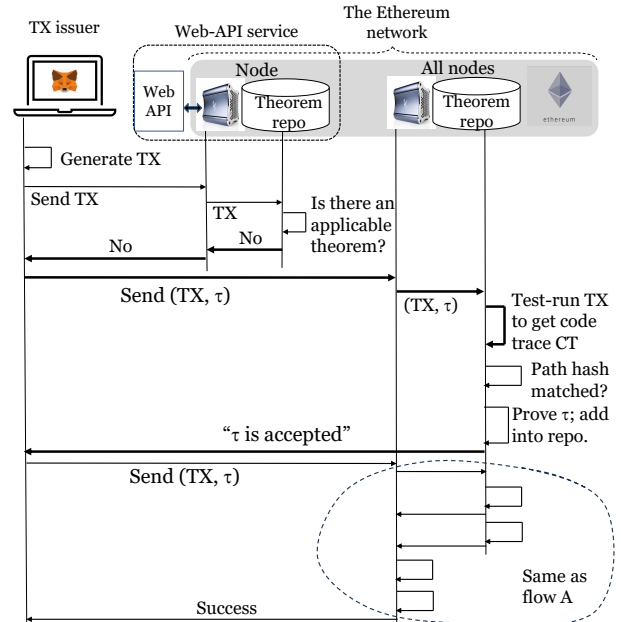 TX issuer
Web-API service
The Ethereum
network
Web
API
Node
Theorem
repo
All nodes
Theorem
repo
ethereum
Generate TX
Send TX
TX
Is there an
applicable
theorem?
No
No
Send (TX, τ)
(TX, τ)
Test-run TX
to get code
trace CT
Path hash
matched?
Prove τ; add
into repo.
“τ is accepted”
Send (TX, τ)
Same as
flow A
Success